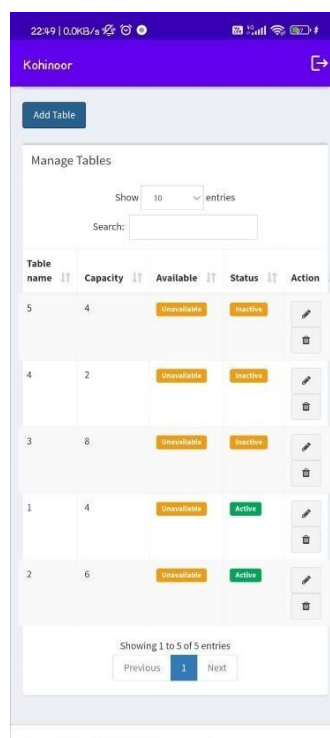 22:49 | 0.0KB/s
Kohinoor
Add Table
Manage Tables
Show 10 entries
Search:
Table name Capacity Available Status Action
5 4 Unavailable Inactive
4 2 Unavailable Inactive
3 8 Unavailable Inactive
1 4 Unavailable Active
2 6 Unavailable Active
Showing 1 to 5 of 5 entries
Previous 1 Next